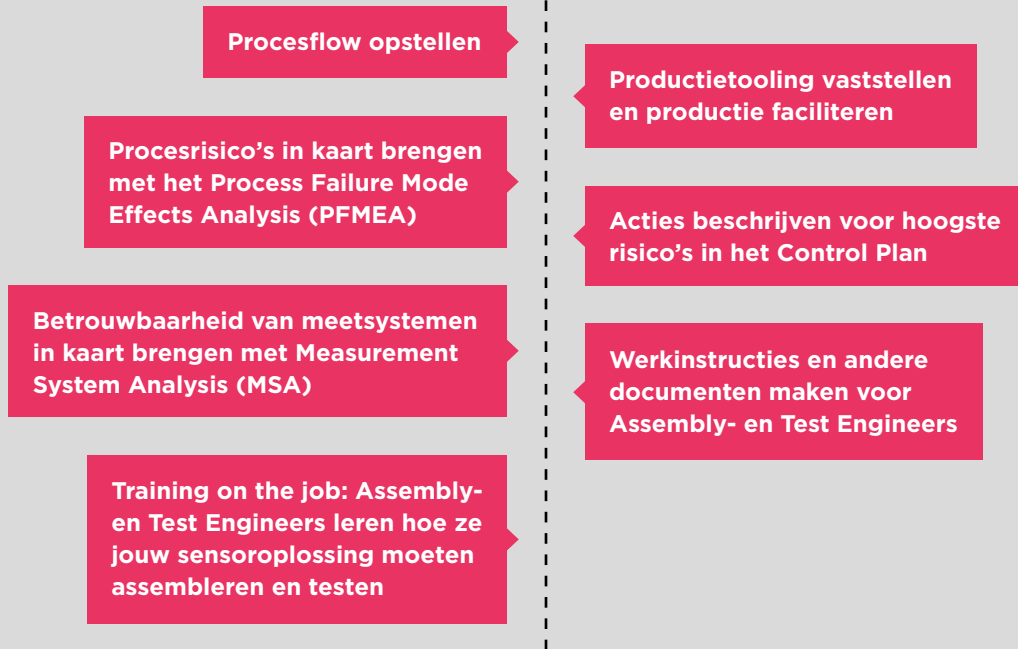 Procesflow opstellen
Productietooling vaststellen
en productie faciliteren
Procesrisico's in kaart brengen
met het Process Failure Mode
Effects Analysis (PFMEA)
Acties beschrijven voor hoogste
risico's in het Control Plan
Betrouwbaarheid van meetsystemen
in kaart brengen met Measurement
System Analysis (MSA)
Werkinstructies en andere
documenten maken voor
Assembly- en Test Engineers
Training on the job: Assembly-
en Test Engineers leren hoe ze
jouw sensoroplossing moeten
assembleren en testen